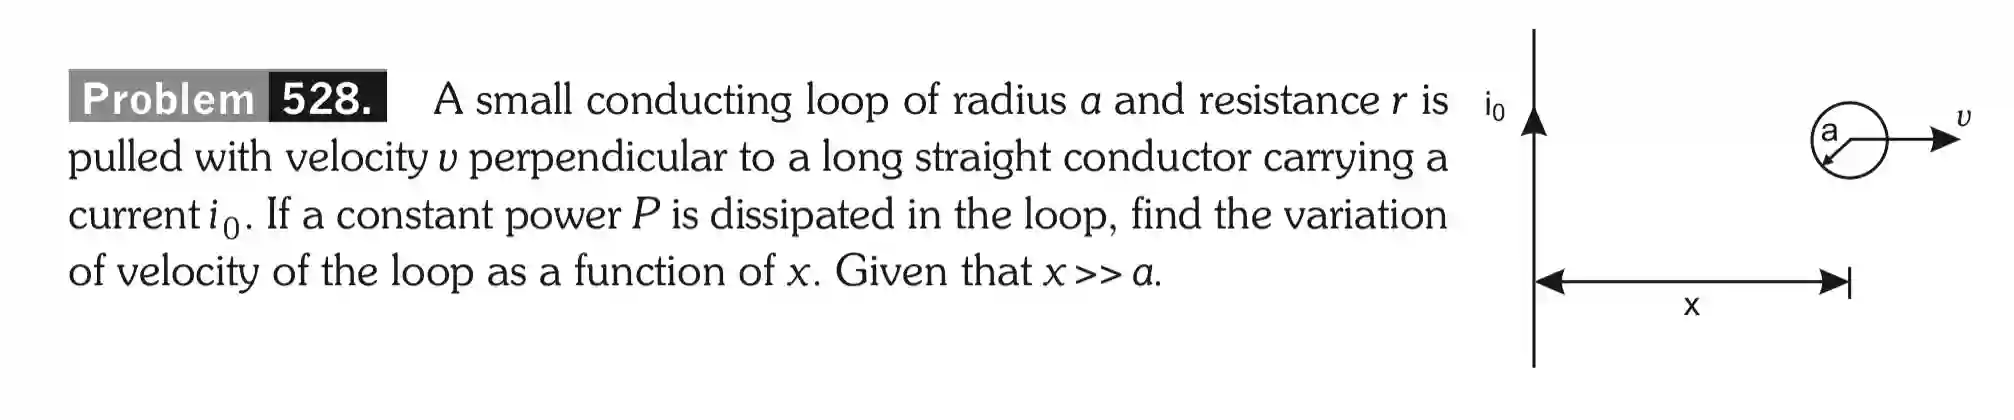 Problem 528. A small conducting loop of radius a and resistance r is
pulled with velocity v perpendicular to a long straight conductor carrying a
current i₀. If a constant power P is dissipated in the loop, find the variation
of velocity of the loop as a function of x. Given that x >> a.
i₀
a
v
x